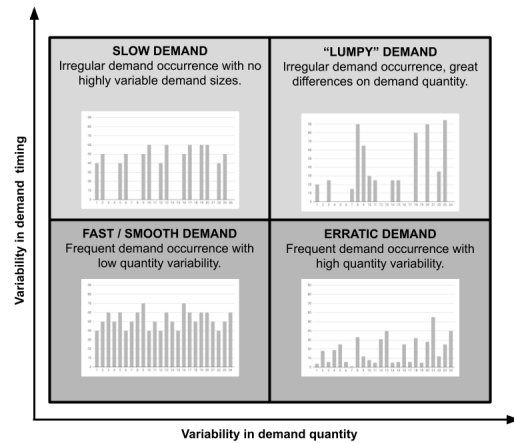 SLOW DEMAND
Irregular demand occurrence with no
highly variable demand sizes.
“LUMPY” DEMAND
Irregular demand occurrence, great
differences on demand quantity.
FAST / SMOOTH DEMAND
Frequent demand occurrence with
low quantity variability.
ERRATIC DEMAND
Frequent demand occurrence with
high quantity variability.
Variability in demand timing
Variability in demand quantity